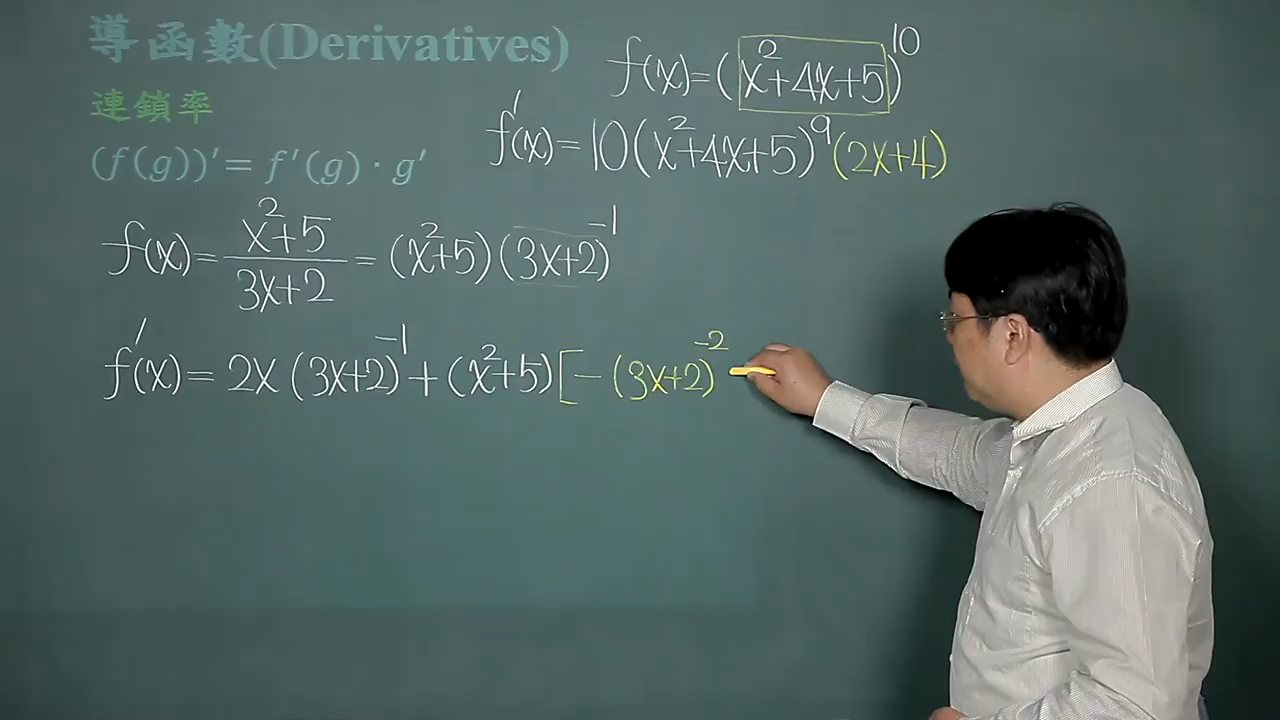 導函數(Derivatives)
連鎖率
(f(g))′ = f′(g) · g′
f(x)=(x²+4x+5)¹⁰
f′(x)=10(x²+4x+5)⁹(2x+4)
f(x)=\frac{x²+5}{3x+2}=(x²+5)(3x+2)⁻¹
f′(x)=2x(3x+2)⁻¹+(x²+5)[-(3x+2)⁻²